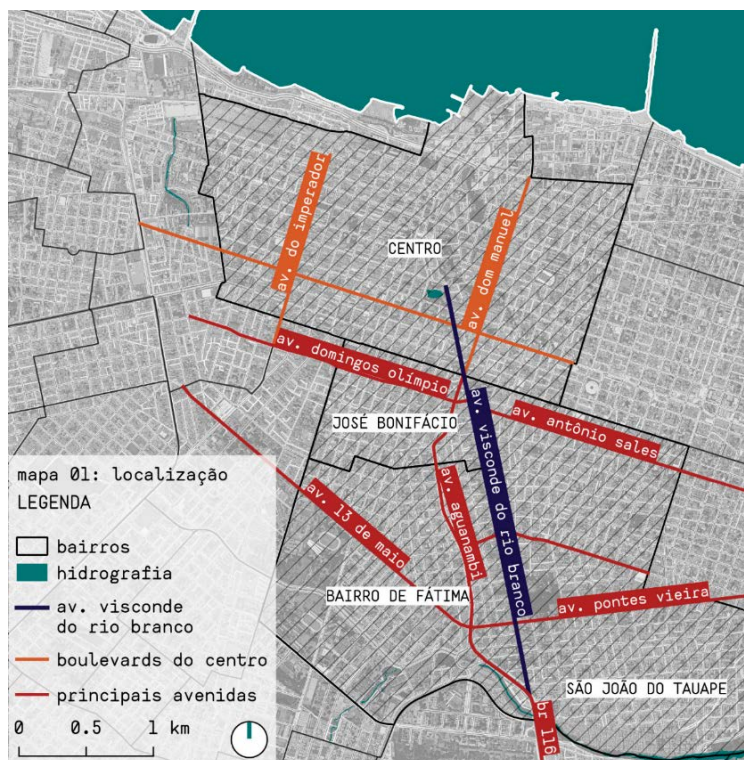 av. do imperador
CENTRO
av. dom manuel
av. domingos olímpio
JOSÉ BONIFÁCIO
av. visconde do rio branco
av. antônio sales
av. aguanambi
av. 13 de maio
BAIRRO DE FÁTIMA
av. pontes vieira
SÃO JOÃO DO TAUAPE
br 116
mapa 01: localização
LEGENDA
bairros
hidrografia
av. visconde
do rio branco
boulevards do centro
principais avenidas
0 0.5 1 km